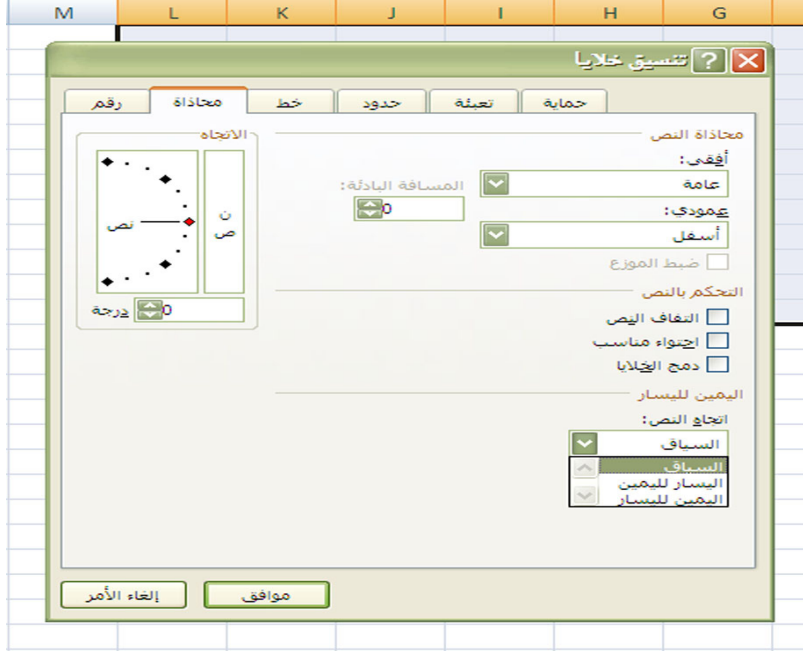 M L K J I H G
تنسيق خلايا ?
رقم محاذاة خط حدود تعبئة حماية
محاذاة النص
أفقي:
عامة
المسافة البادئة:
0
عمودي:
أسفل
ضبط الموزع
التحكم بالنص
التفاف النص
احتواء مناسب
دمج الخلايا
اليمين لليسار
اتجاه النص:
السياق
السياق
اليسار لليمين
اليمين لليسار
الاتجاه
ن
ص
نص
0 درجة
موافق
إلغاء الأمر